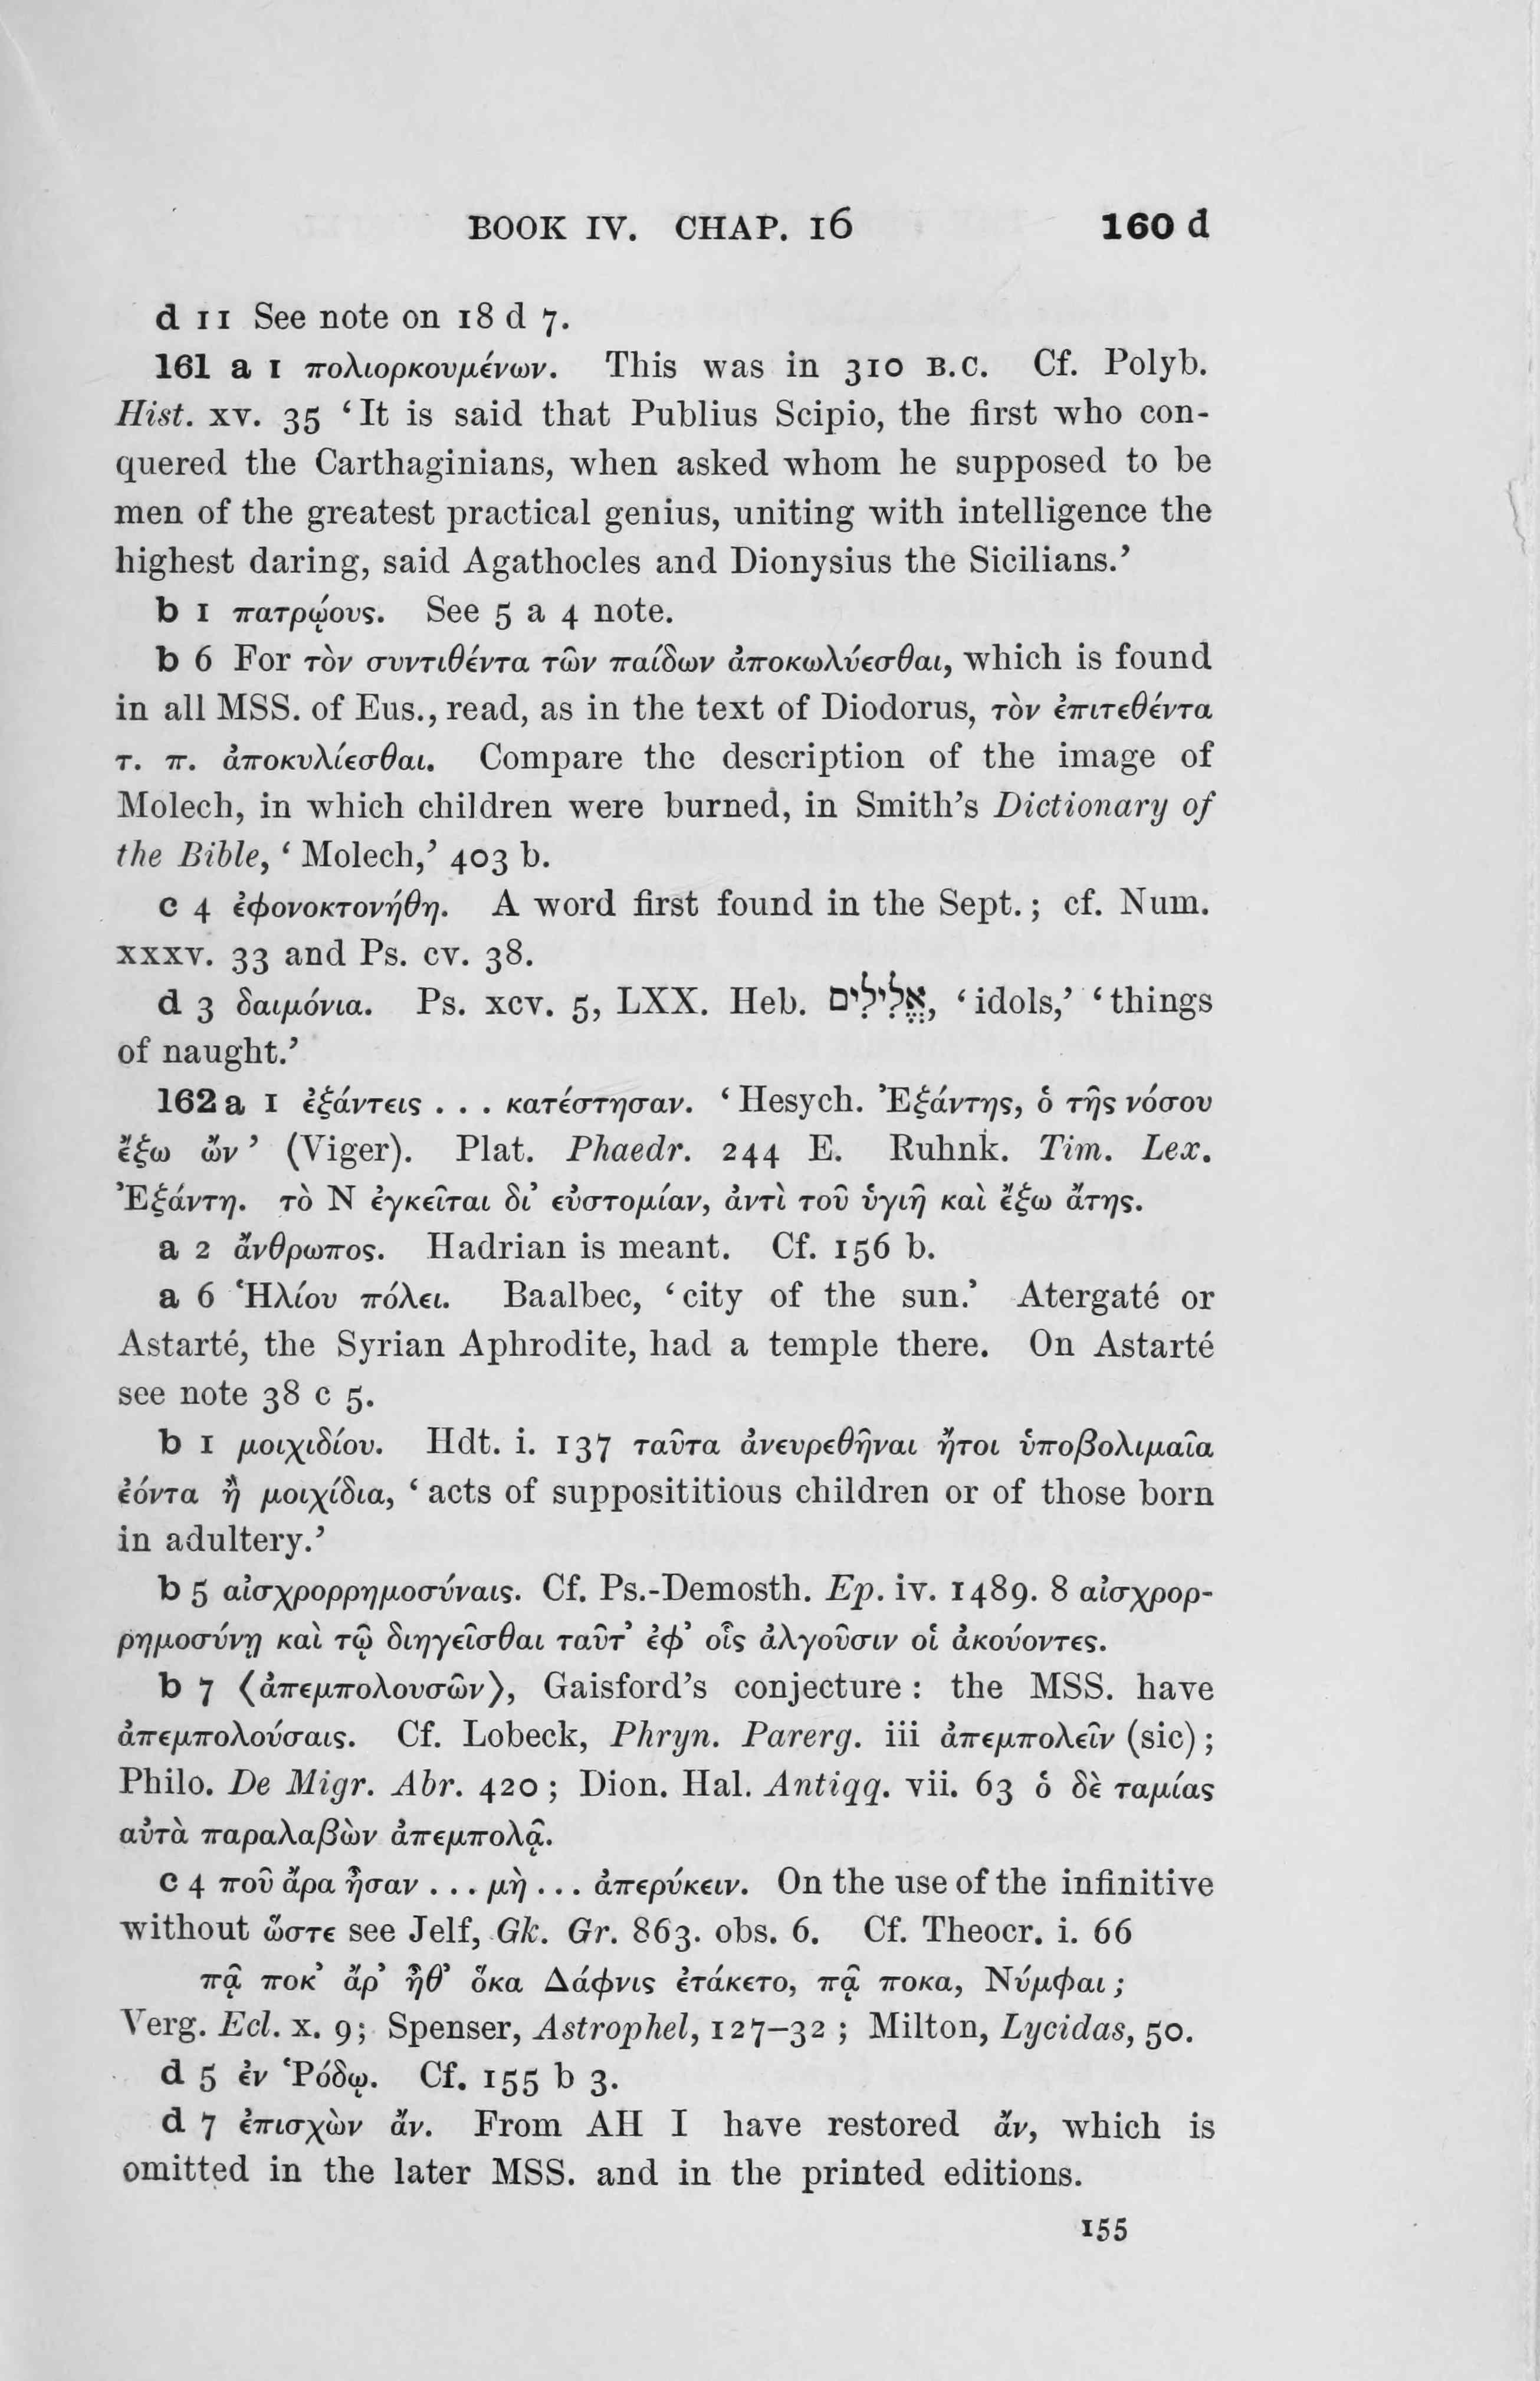 BOOK IV. CHAP. 16 160 d
d 11 See note on 18 d 7.
161 a 1 πολιορκουμένων. This was in 310 B.C. Cf. Polyb.
Hist. xv. 35 ‘It is said that Publius Scipio, the first who con-
quered the Carthaginians, when asked whom he supposed to be
men of the greatest practical genius, uniting with intelligence the
highest daring, said Agathocles and Dionysius the Sicilians.’
b 1 πατρῴους. See 5 a 4 note.
b 6 For τὸν συντιθέντα τῶν παίδων ἀποκωλύεσθαι, which is found
in all MSS. of Eus., read, as in the text of Diodorus, τὸν ἐπιτεθέντα
τ. π. ἀποκυλίεσθαι. Compare the description of the image of
Molech, in which children were burned, in Smith’s Dictionary of
the Bible, ‘Molech,’ 403 b.
c 4 ἐφονοκτονήθη. A word first found in the Sept.; cf. Num.
xxxv. 33 and Ps. cv. 38.
d 3 δαιμόνια. Ps. xcv. 5, LXX. Heb. אֱלִילִים, ‘idols,’ ‘things
of naught.’
162 a 1 ἐξάντεις . . . κατέστησαν. ‘Hesych. Ἐξάντης, ὁ τῆς νόσου
ἔξω ὤν’ (Viger). Plat. Phaedr. 244 E. Ruhnk. Tim. Lex.
Ἐξάντη. τὸ Ν ἐγκεῖται δι’ εὐστομίαν, ἀντὶ τοῦ ὑγιῆ καὶ ἔξω ἄτης.
a 2 ἄνθρωπος. Hadrian is meant. Cf. 156 b.
a 6 Ἡλίου πόλει. Baalbec, ‘city of the sun.’ Atergaté or
Astarté, the Syrian Aphrodite, had a temple there. On Astarté
see note 38 c 5.
b 1 μοιχιδίου. Hdt. i. 137 ταῦτα ἀνευρεθῆναι ἤτοι ὑποβολιμαῖα
ἐόντα ἢ μοιχίδια, ‘acts of supposititious children or of those born
in adultery.’
b 5 αἰσχρορρημοσύναις. Cf. Ps.-Demosth. Ep. iv. 1489. 8 αἰσχρορ-
ρημοσύνῃ καὶ τῷ διηγεῖσθαι ταῦτ’ ἐφ’ οἷς ἀλγοῦσιν οἱ ἀκούοντες.
b 7 ⟨ἀπεμπολουσῶν⟩, Gaisford’s conjecture: the MSS. have
ἀπεμπολούσαις. Cf. Lobeck, Phryn. Parerg. iii ἀπεμπολεῖν (sic);
Philo. De Migr. Abr. 420; Dion. Hal. Antiqq. vii. 63 ὁ δὲ ταμίας
αὐτὰ παραλαβὼν ἀπεμπολᾷ.
c 4 ποῦ ἄρα ἦσαν . . . μὴ . . . ἀπερύκειν. On the use of the infinitive
without ὥστε see Jelf, Gk. Gr. 863. obs. 6. Cf. Theocr. i. 66
πᾷ ποκ’ ἄρ’ ἦθ’ ὅκα Δάφνις ἐτάκετο, πᾷ ποκα, Νύμφαι;
Verg. Ecl. x. 9; Spenser, Astrophel, 127–32; Milton, Lycidas, 50.
d 5 ἐν Ῥόδῳ. Cf. 155 b 3.
d 7 ἐπισχὼν ἄν. From AH I have restored ἄν, which is
omitted in the later MSS. and in the printed editions.
155